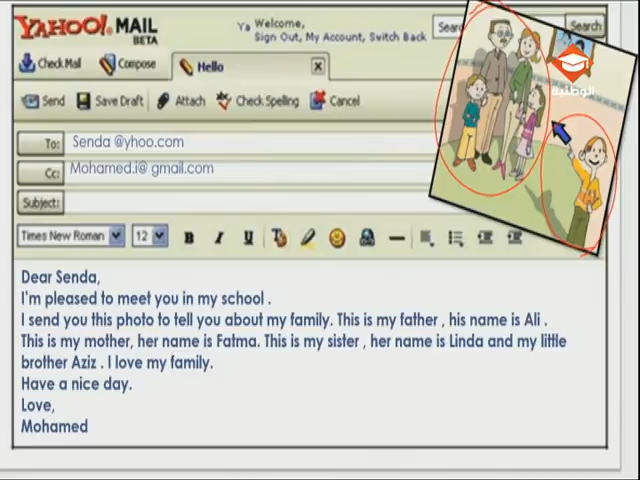 YAHOO! MAIL
BETA
Ya
Welcome,
Sign Out, My Account, Svitch Back
Search
Check Mail
Compose
Hello
x
Send
Save Draft
Attach
Check Spelling
Cancel
الوطنية
To:
Senda @yhoo.com
Cc:
Mohamed.i@ gmail.com
Subject:
Times New Roman
12
B
I
U
Dear Senda,
I'm pleased to meet you in my school .
I send you this photo to tell you about my family. This is my father , his name is Ali .
This is my mother, her name is Fatma. This is my sister , her name is Linda and my little
brother Aziz . I love my family.
Have a nice day.
Love,
Mohamed